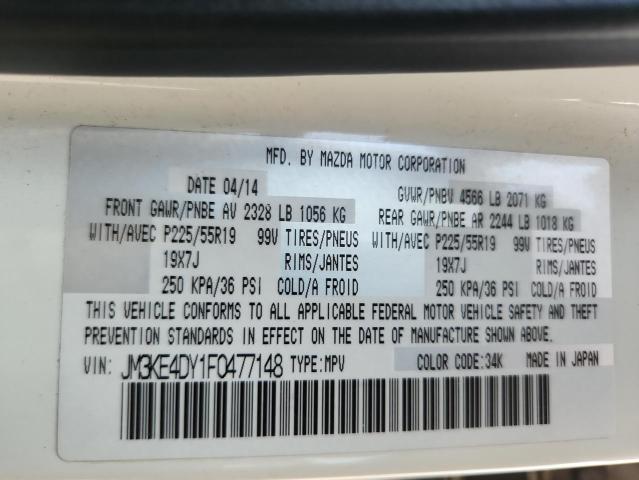 MFD. BY MAZDA MOTOR CORPORATION
DATE 04/14 GVWR/PNBV 4566 LB 2071 KG
FRONT GAWR/PNBE AV 2328 LB 1056 KG REAR GAWR/PNBE AR 2244 LB 1018 KG
WITH/AVEC P225/55R19 99V TIRES/PNEUS WITH/AVEC P225/55R19 99V TIRES/PNEUS
19X7J RIMS/JANTES 19X7J RIMS/JANTES
250 KPA/36 PSI COLD/A FROID 250 KPA/36 PSI COLD/A FROID
THIS VEHICLE CONFORMS TO ALL APPLICABLE FEDERAL MOTOR VEHICLE SAFETY AND THEFT
PREVENTION STANDARDS IN EFFECT ON THE DATE OF MANUFACTURE SHOWN ABOVE.
VIN: JM3KE4DY1F0477148 TYPE:MPV COLOR CODE:34K MADE IN JAPAN